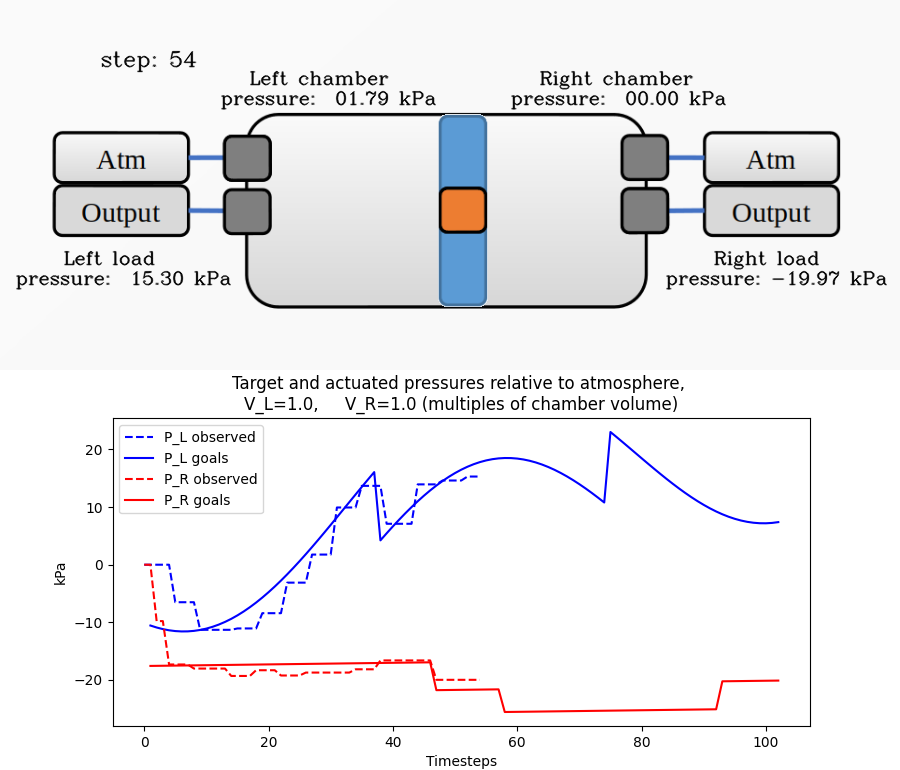 step: 54
Left chamber
pressure: 01.79 kPa
Right chamber
pressure: 00.00 kPa
Atm
Output
Atm
Output
Left load
pressure: 15.30 kPa
Right load
pressure: −19.97 kPa
Target and actuated pressures relative to atmosphere,
V_L=1.0, V_R=1.0 (multiples of chamber volume)
P_L observed
P_L goals
P_R observed
P_R goals
kPa
20
10
0
−10
−20
0 20 40 60 80 100
Timesteps